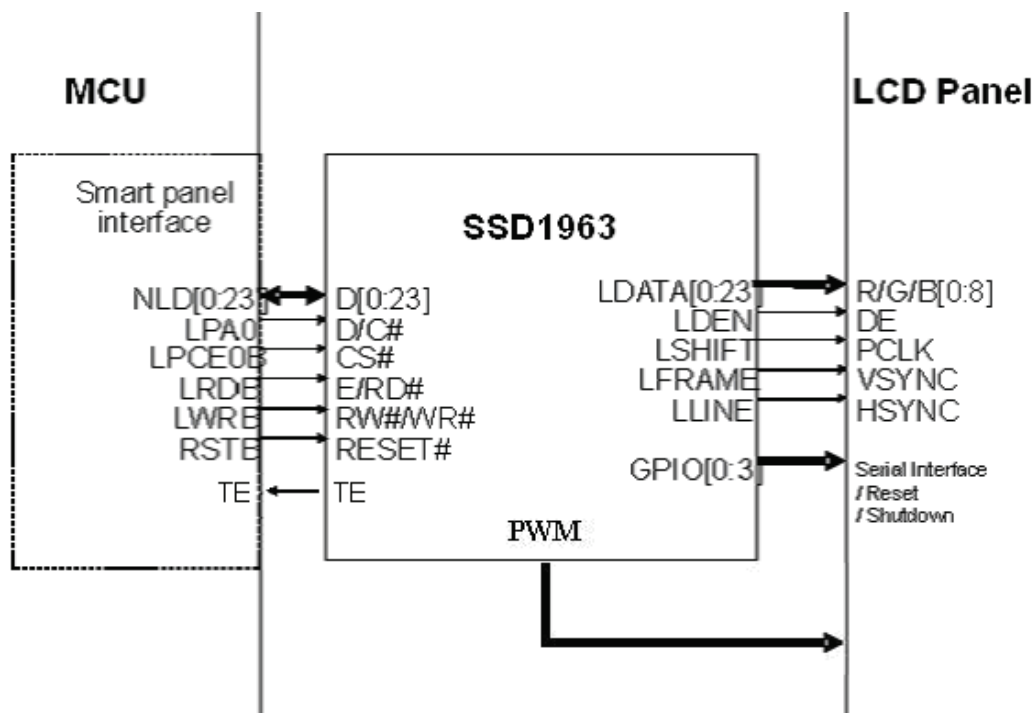 MCU
LCD Panel
Smart panel
interface
SSD1963
NLD[0:23]
D[0:23]
LDATA[0:23]
R/G/B[0:8]
LPA0
D/C#
LDEN
DE
LPCE0B
CS#
LSHIFT
PCLK
LRDB
E/RD#
LFRAME
VSYNC
LWRB
RW#/WR#
LLINE
HSYNC
RSTB
RESET#
GPIO[0:3]
Serial Interface
/ Reset
/ Shutdown
TE
TE
PWM